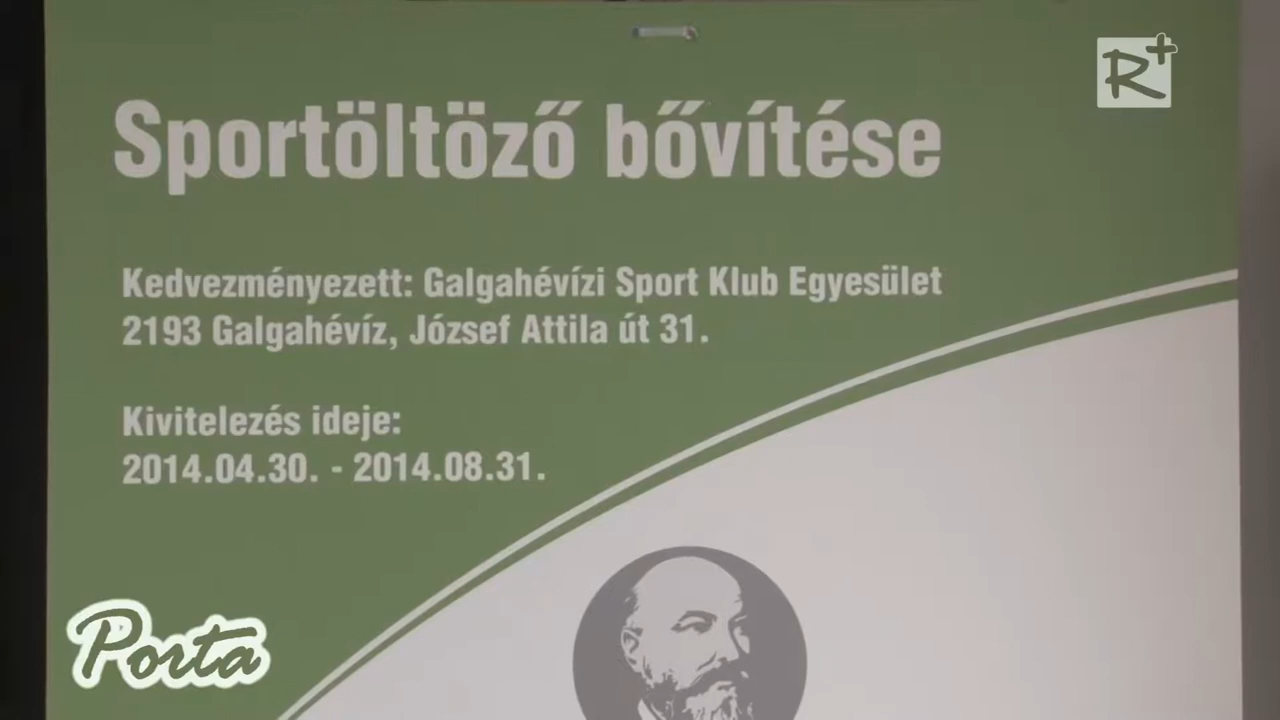 R+
Sportöltöző bővítése
Kedvezményezett: Galgahévízi Sport Klub Egyesület
2193 Galgahévíz, József Attila út 31.
Kivitelezés ideje:
2014.04.30. - 2014.08.31.
Porta